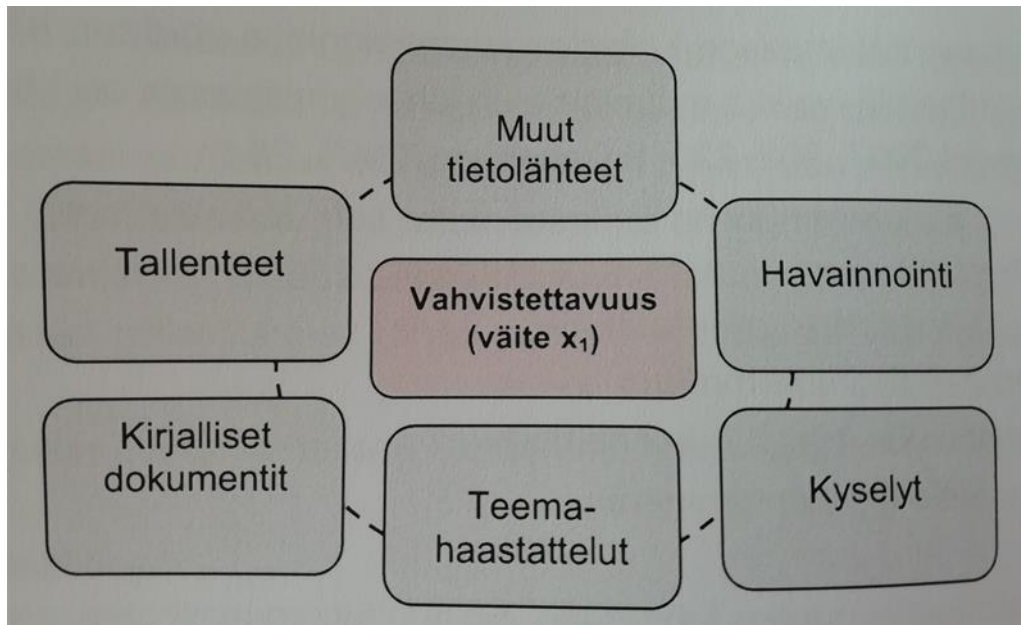 Muut
tietolähteet
Tallenteet
Havainnointi
Vahvistettavuus
(väite x₁)
Kirjalliset
dokumentit
Teema-
haastattelut
Kyselyt